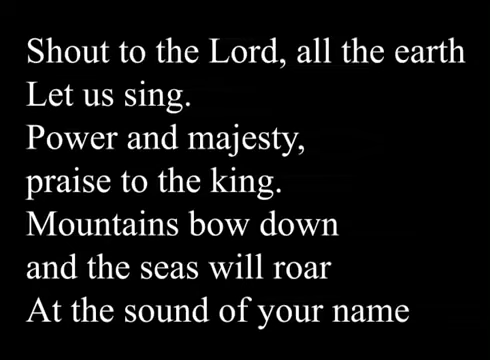 Shout to the Lord, all the earth
Let us sing.
Power and majesty,
praise to the king.
Mountains bow down
and the seas will roar
At the sound of your name